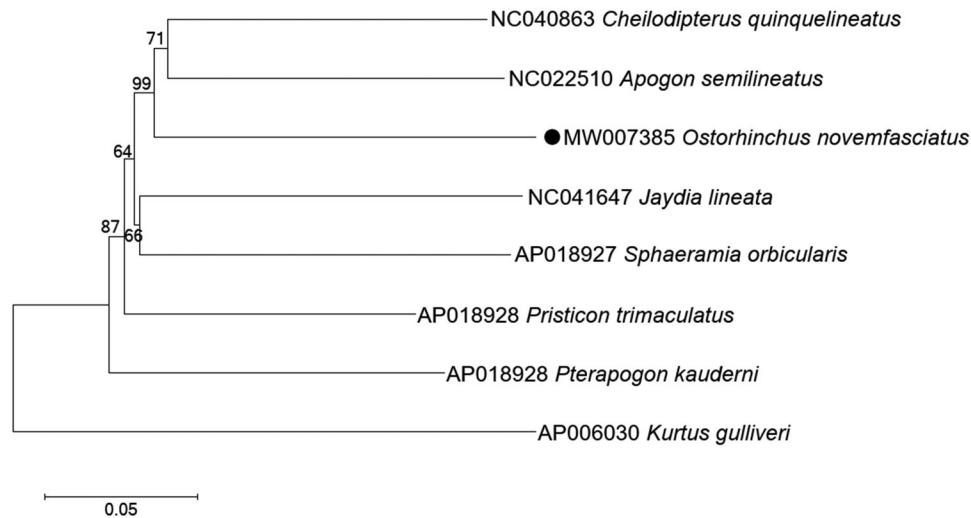 NC040863 Cheilodipterus quinquelineatus
71
NC022510 Apogon semilineatus
99
MW007385 Ostorhinchus novemfasciatus
64
NC041647 Jaydia lineata
87
66
AP018927 Sphaeramia orbicularis
AP018928 Pristicon trimaculatus
AP018928 Pterapogon kauderni
AP006030 Kurtus gulliveri
0.05